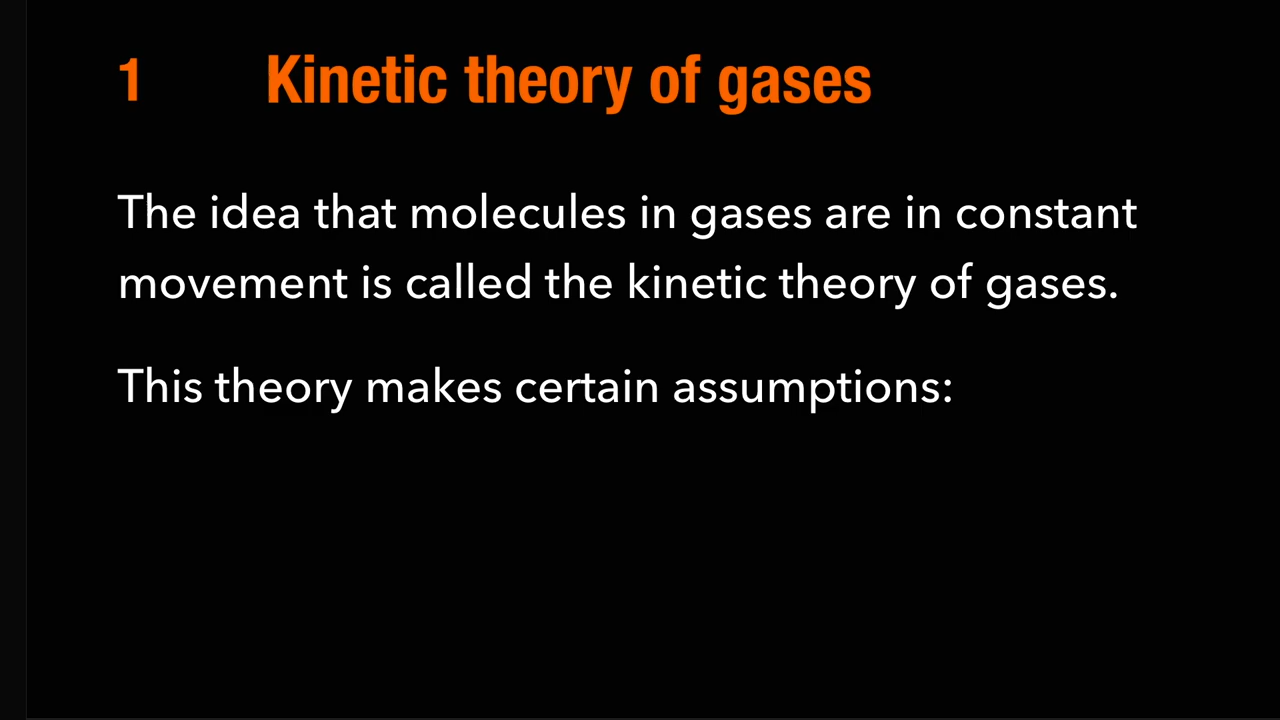 1 Kinetic theory of gases
The idea that molecules in gases are in constant
movement is called the kinetic theory of gases.
This theory makes certain assumptions: